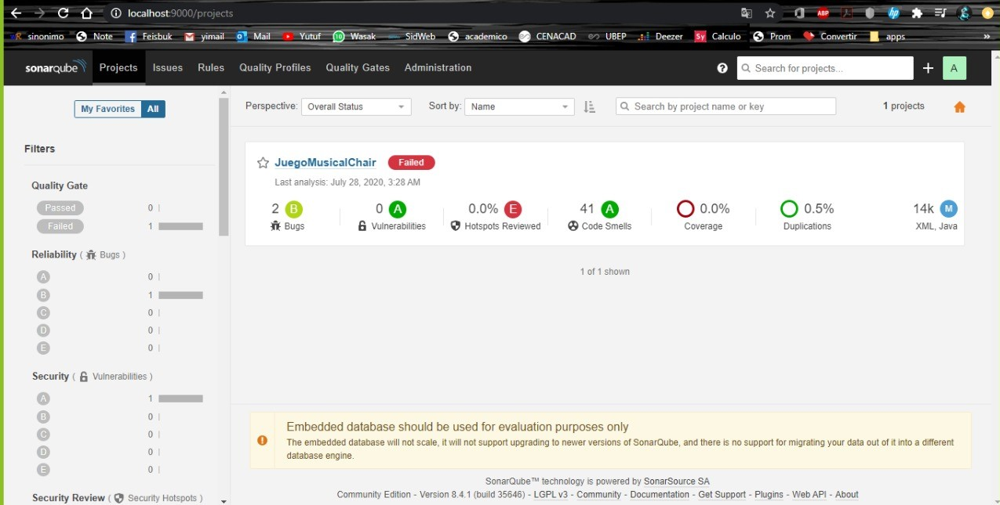 localhost:9000/projects
ABP
hp
sinonimo Note Feisbuk yimail Mail Yutuf 10 Wasak SidWeb academico CENACAD UBEP Deezer Sy Calculo Prom Convertir apps »
sonarqube Projects Issues Rules Quality Profiles Quality Gates Administration ? Search for projects... + A
My Favorites All
Perspective: Overall Status Sort by: Name Search by project name or key 1 projects
Filters
Quality Gate
Passed 0
Failed 1
Reliability ( Bugs )
A 0
B 1
C 0
D 0
E 0
Security ( Vulnerabilities )
A 1
B 0
C 0
D 0
E 0
Security Review ( Security Hotspots )
JuegoMusicalChair Failed
Last analysis: July 28, 2020, 3:28 AM
2 B 0 A 0.0% E 41 A 0.0% 0.5% 14k M
Bugs Vulnerabilities Hotspots Reviewed Code Smells Coverage Duplications XML, Java
1 of 1 shown
Embedded database should be used for evaluation purposes only
The embedded database will not scale, it will not support upgrading to newer versions of SonarQube, and there is no support for migrating your data out of it into a different
database engine.
SonarQube™ technology is powered by SonarSource SA
Community Edition - Version 8.4.1 (build 35646) - LGPL v3 - Community - Documentation - Get Support - Plugins - Web API - About